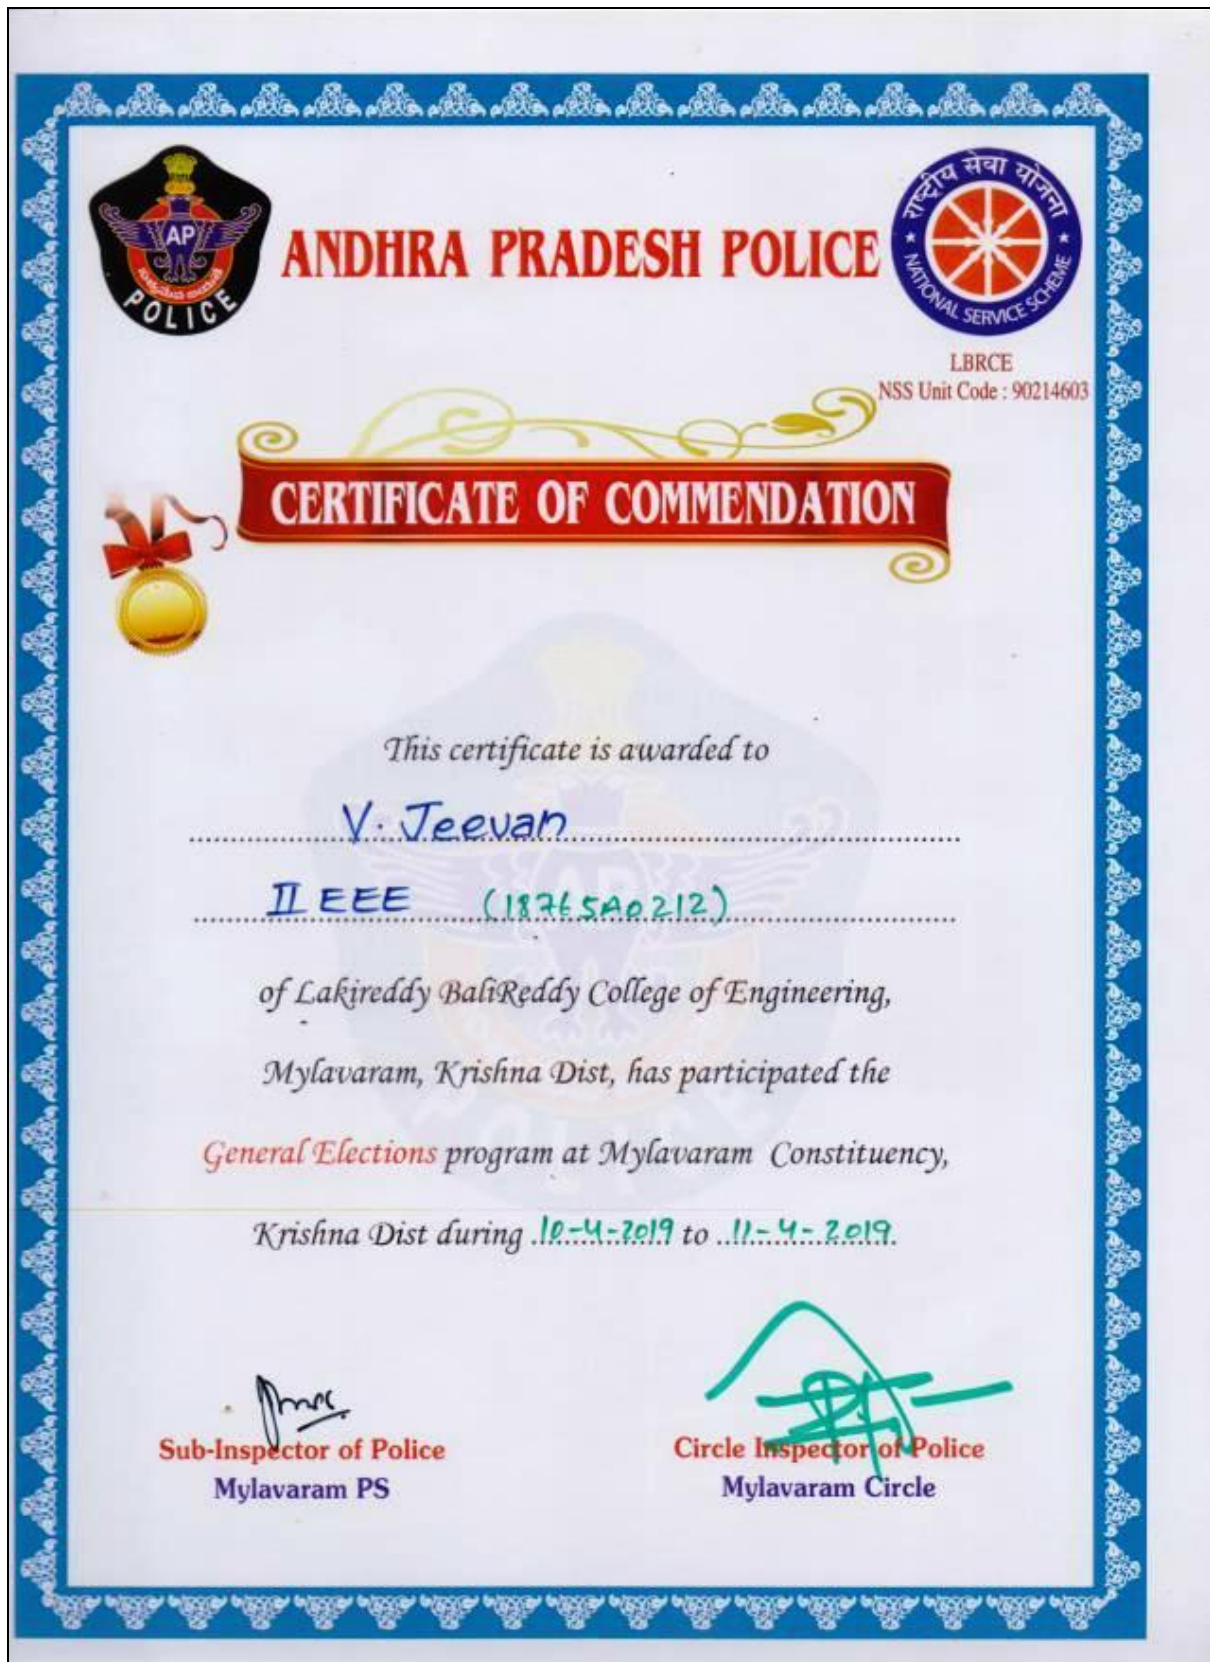 ANDHRA PRADESH POLICE
AP
POLICE
राष्ट्रीय सेवा योजना
NATIONAL SERVICE SCHEME
LBRCE
NSS Unit Code : 90214603
CERTIFICATE OF COMMENDATION
This certificate is awarded to
V. Jeevan
II EEE (18765A0212)
of Lakireddy BaliReddy College of Engineering,
Mylavaram, Krishna Dist, has participated the
General Elections program at Mylavaram Constituency,
Krishna Dist during 10-4-2019 to 11-4-2019
Sub-Inspector of Police
Mylavaram PS
Circle Inspector of Police
Mylavaram Circle